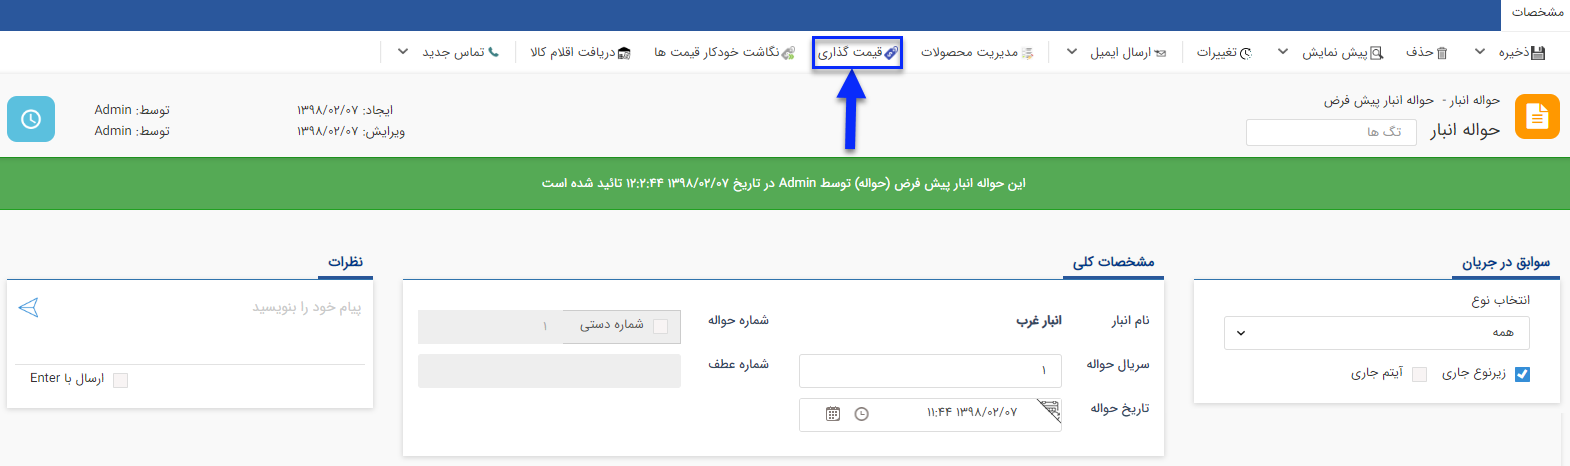 مشخصات
ذخیره حذف پیش نمایش تغییرات ارسال ایمیل مدیریت محصولات قیمت گذاری نگاشت خودکار قیمت ها دریافت اقلام کالا تماس جدید
حواله انبار - حواله انبار پیش فرض
حواله انبار
تگ ها
ایجاد: ۱۳۹۸/۰۲/۰۷ توسط: Admin
ویرایش: ۱۳۹۸/۰۲/۰۷ توسط: Admin
این حواله انبار پیش فرض (حواله) توسط Admin در تاریخ ۱۳۹۸/۰۲/۰۷ ۱۲:۲:۴۴ تائید شده است
سوابق در جریان
انتخاب نوع
همه
زیرنوع جاری آیتم جاری
مشخصات کلی
نام انبار انبار غرب شماره حواله شماره دستی ۱
سریال حواله ۱ شماره عطف
تاریخ حواله ۱۳۹۸/۰۲/۰۷ ۱۱:۴۴
نظرات
پیام خود را بنویسید
ارسال با Enter